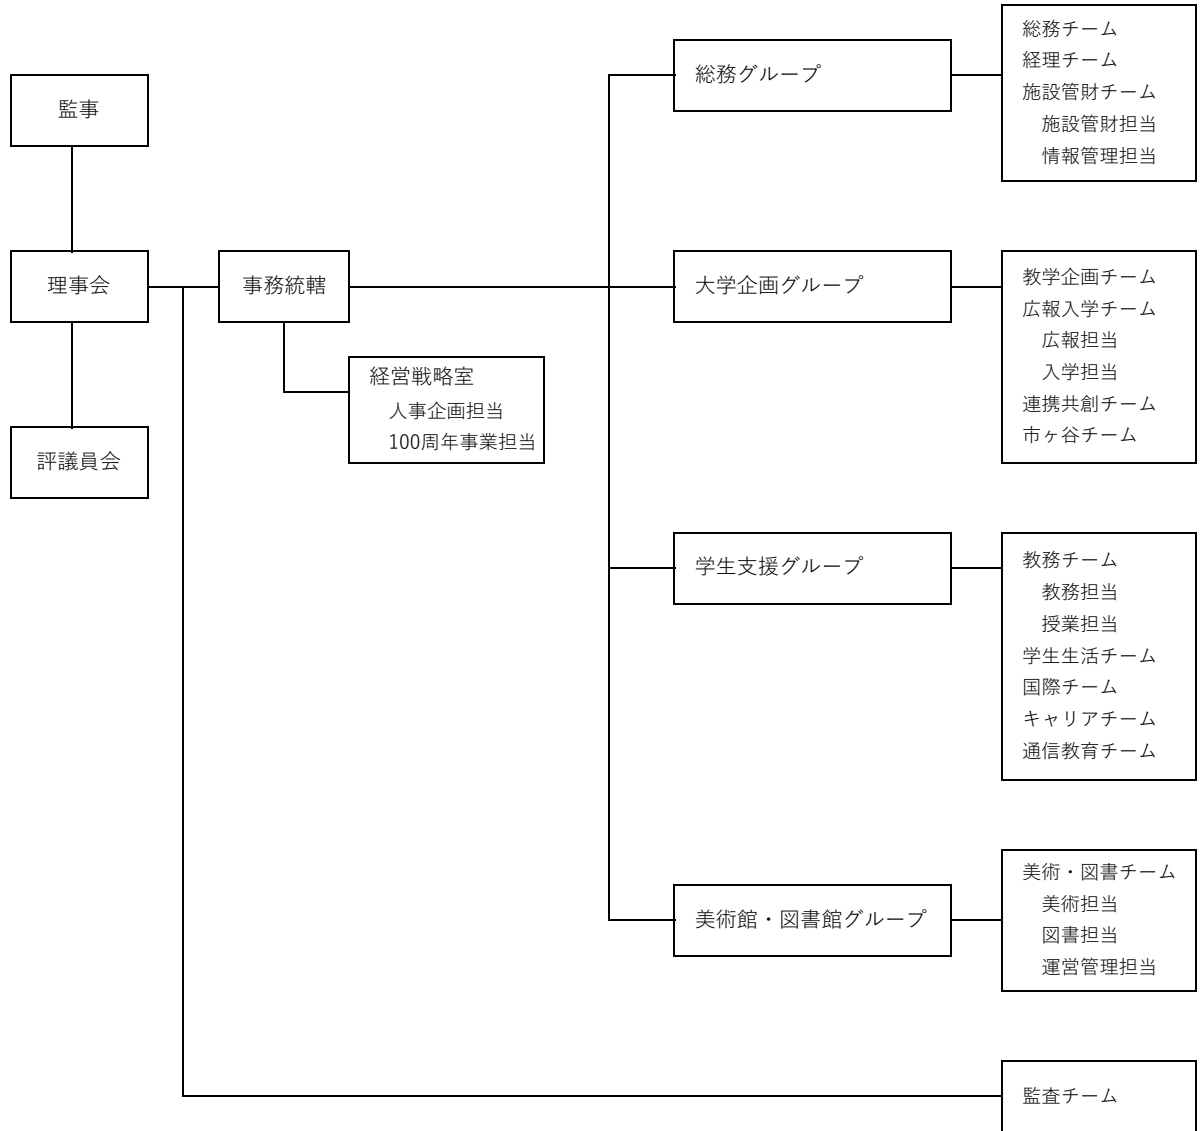 監事
理事会
評議員会
事務統轄
経営戦略室
人事企画担当
100周年事業担当
総務グループ
総務チーム
経理チーム
施設管財チーム
施設管財担当
情報管理担当
大学企画グループ
教学企画チーム
広報入学チーム
広報担当
入学担当
連携共創チーム
市ヶ谷チーム
学生支援グループ
教務チーム
教務担当
授業担当
学生生活チーム
国際チーム
キャリアチーム
通信教育チーム
美術館・図書館グループ
美術・図書チーム
美術担当
図書担当
運営管理担当
監査チーム